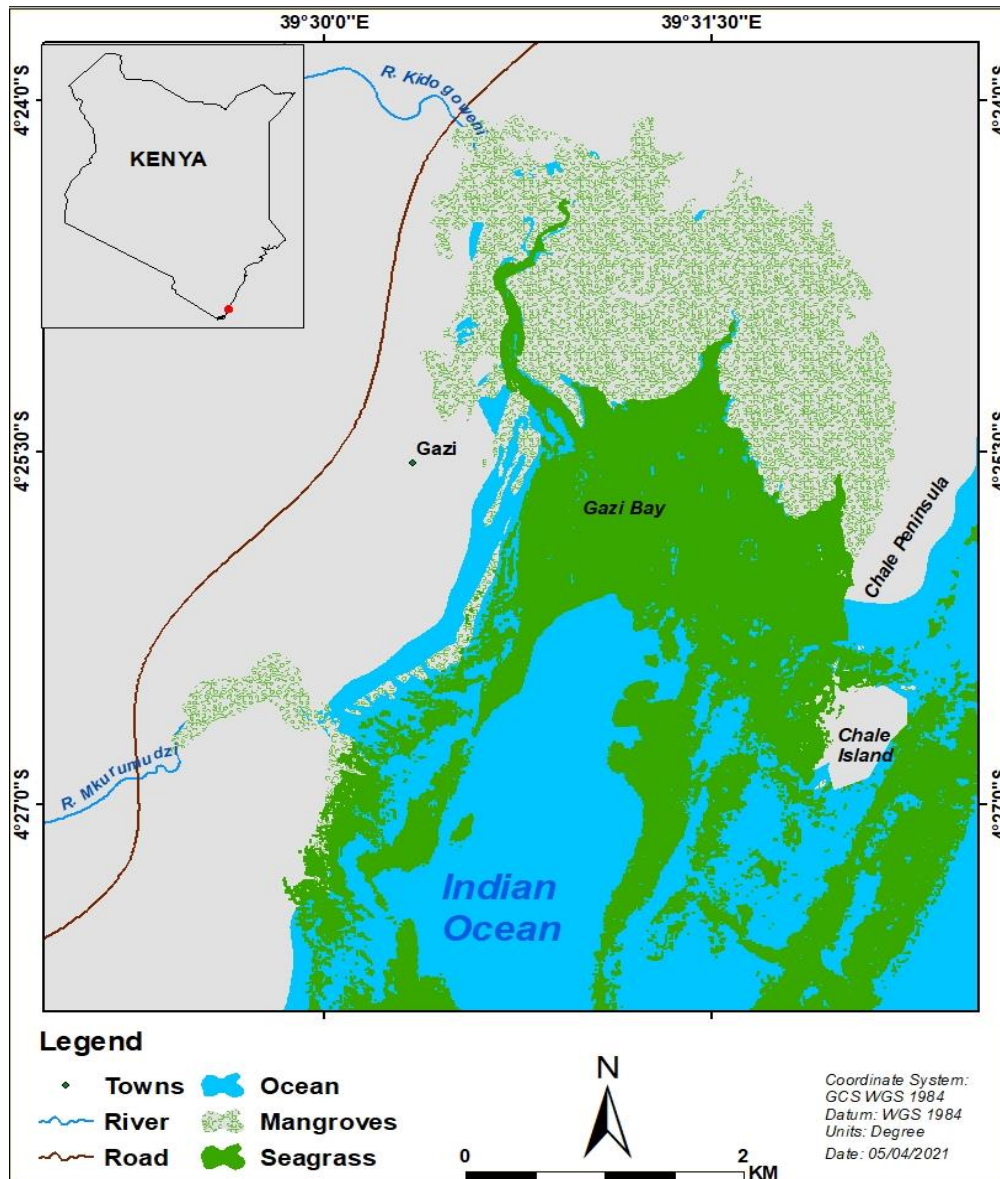 39°30'0"E
39°31'30"E
4°24'0"S
4°24'0"S
R. Kidogoweni
KENYA
4°25'30"S
4°25'30"S
Gazi
Gazi Bay
Chale Peninsula
Chale
Island
R. Mkurumudzi
4°27'0"S
4°27'0"S
Indian
Ocean
Legend
Towns
River
Road
Ocean
Mangroves
Seagrass
N
0
2
KM
Coordinate System:
GCS WGS 1984
Datum: WGS 1984
Units: Degree
Date: 05/04/2021